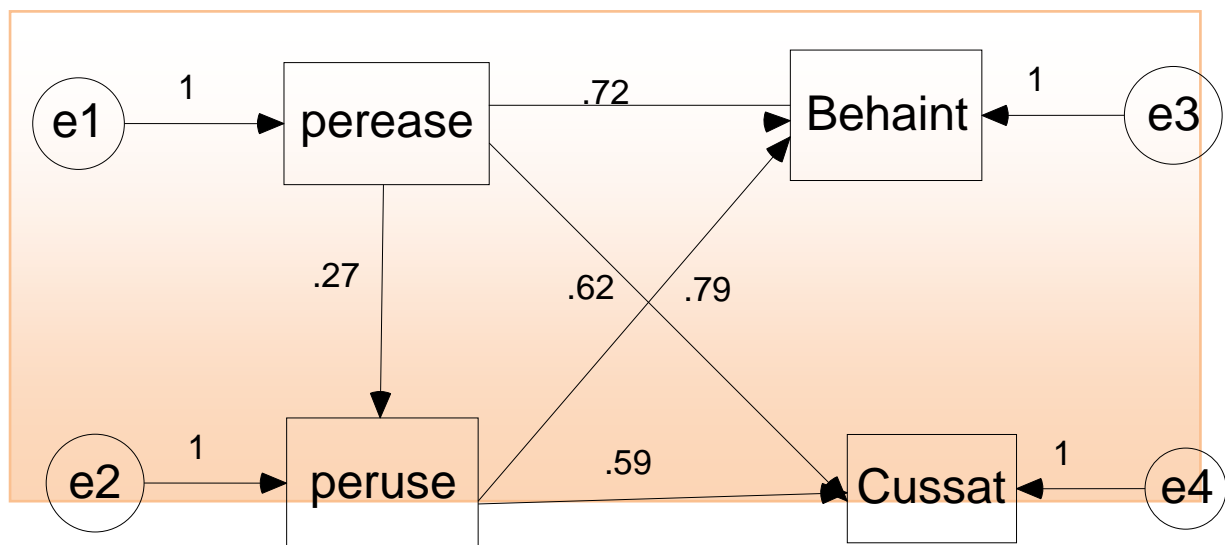 1
1
e1
perease
.72
Behaint
e3
.27
.62
.79
1
.59
1
e2
peruse
Cussat
e4